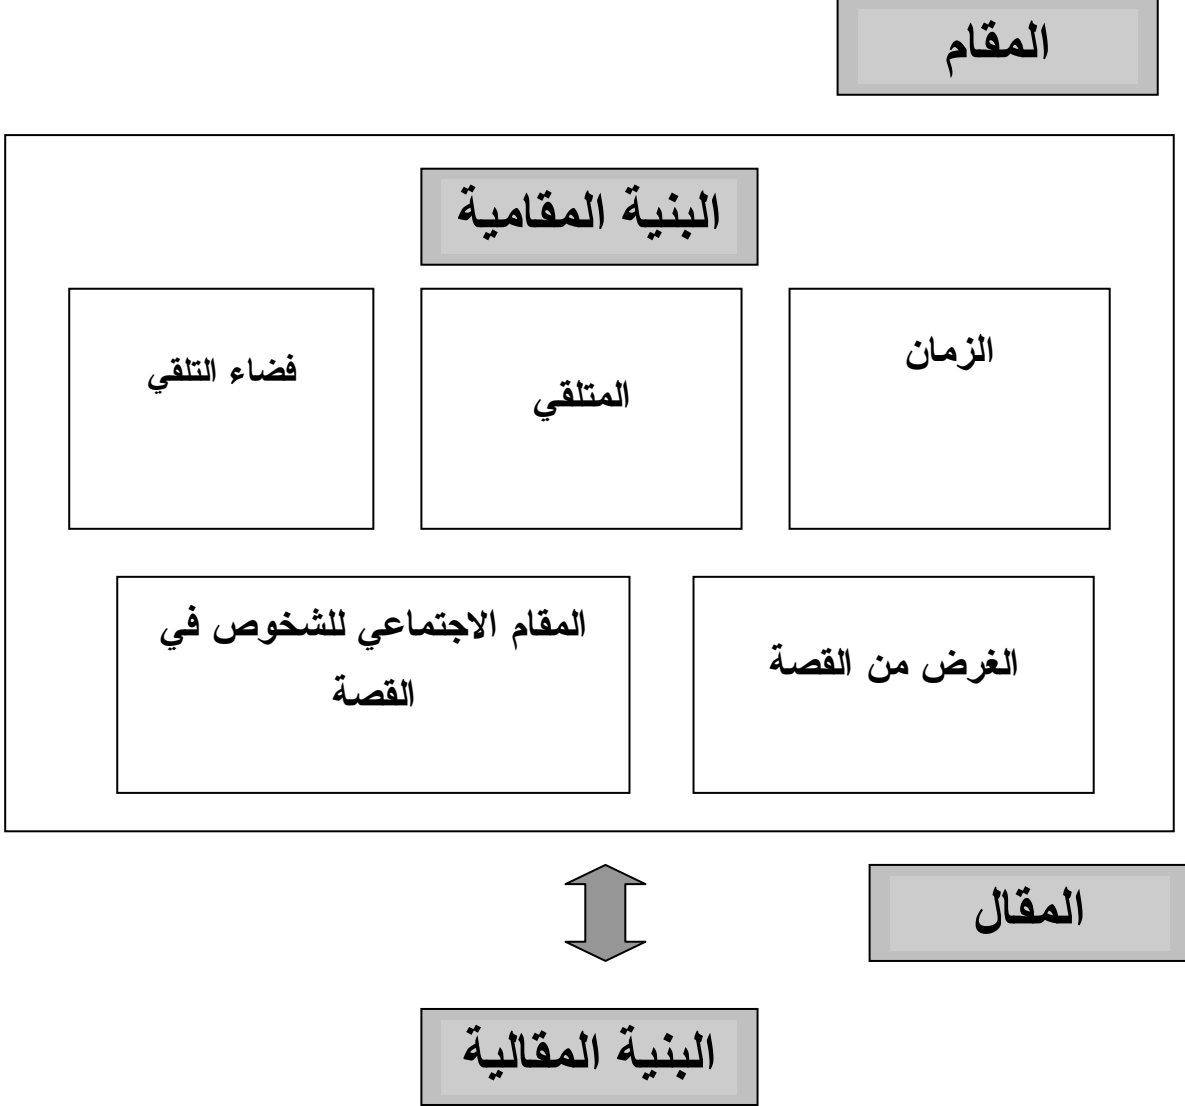 المقام
البنية المقامية
الزمان
المتلقي
فضاء التلقي
الغرض من القصة
المقام الاجتماعي للشخوص في
القصة
المقال
البنية المقالية